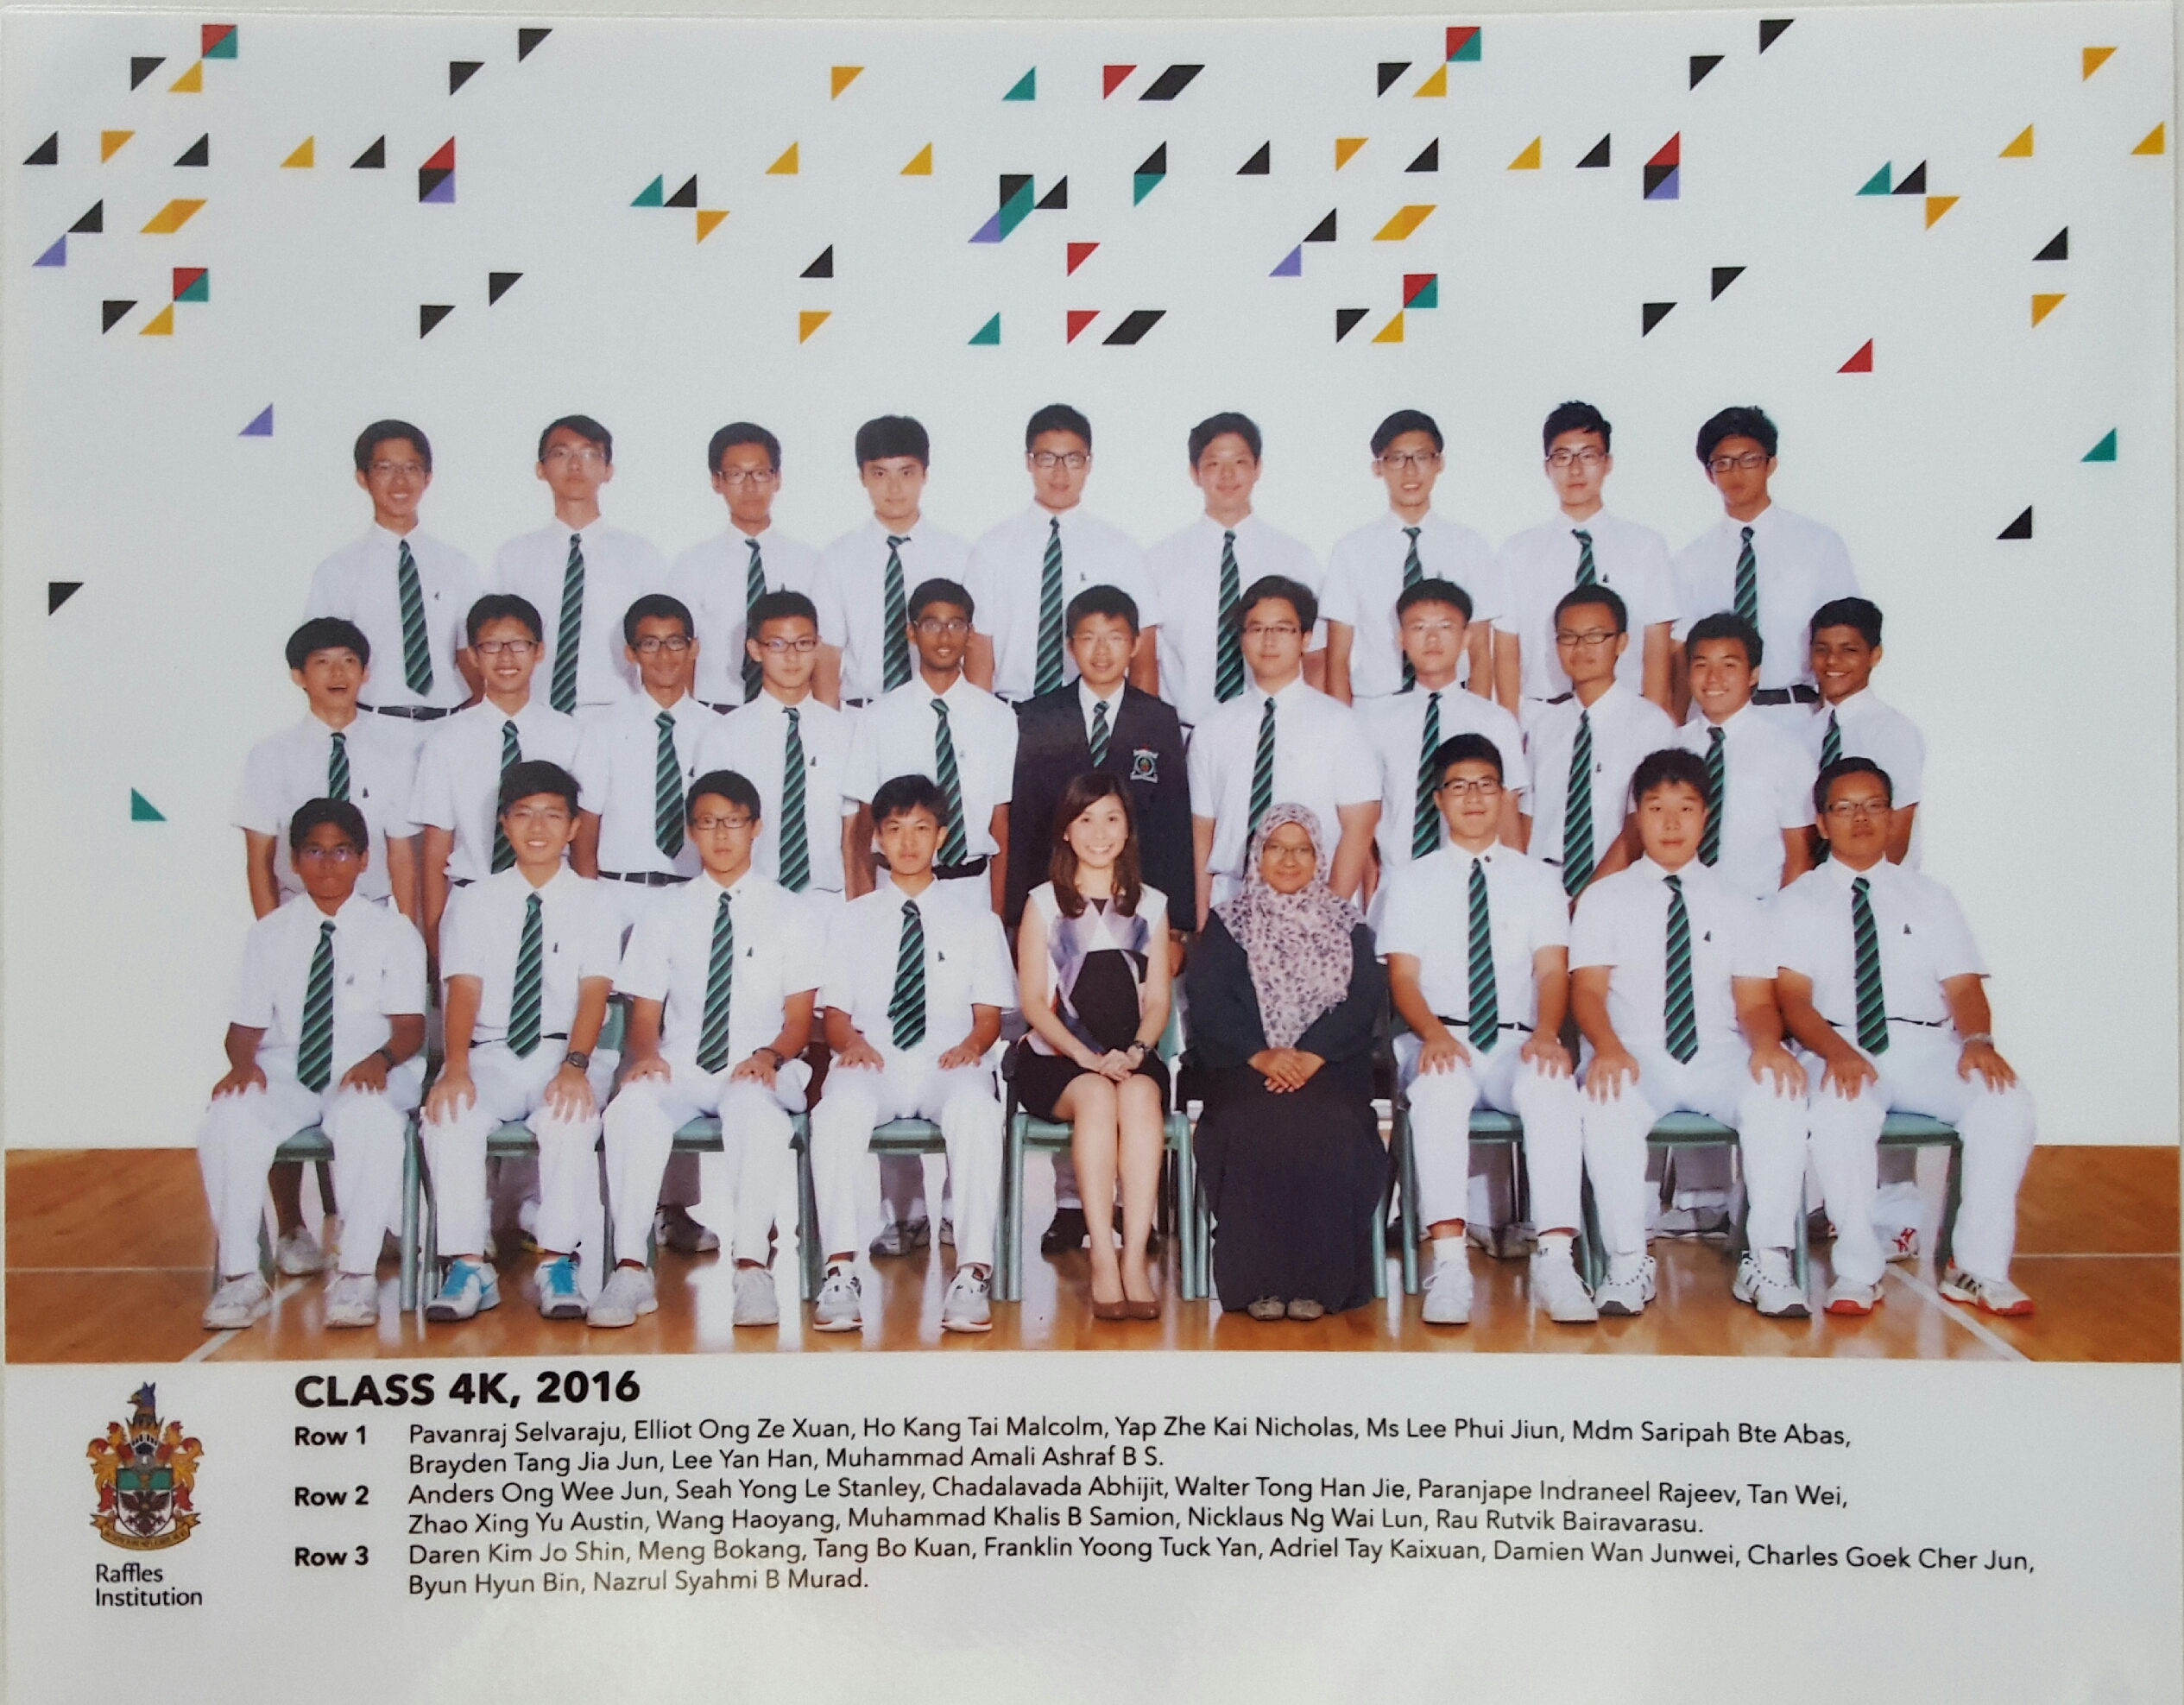 CLASS 4K, 2016
Row 1 Pavanraj Selvaraju, Elliot Ong Ze Xuan, Ho Kang Tai Malcolm, Yap Zhe Kai Nicholas, Ms Lee Phui Jiun, Mdm Saripah Bte Abas,
Brayden Tang Jia Jun, Lee Yan Han, Muhammad Amali Ashraf B S.
Row 2 Anders Ong Wee Jun, Seah Yong Le Stanley, Chadalavada Abhijit, Walter Tong Han Jie, Paranjape Indraneel Rajeev, Tan Wei,
Zhao Xing Yu Austin, Wang Haoyang, Muhammad Khalis B Samion, Nicklaus Ng Wai Lun, Rau Rutvik Bairavarasu.
Row 3 Daren Kim Jo Shin, Meng Bokang, Tang Bo Kuan, Franklin Yoong Tuck Yan, Adriel Tay Kaixuan, Damien Wan Junwei, Charles Goek Cher Jun,
Byun Hyun Bin, Nazrul Syahmi B Murad.
Raffles
Institution